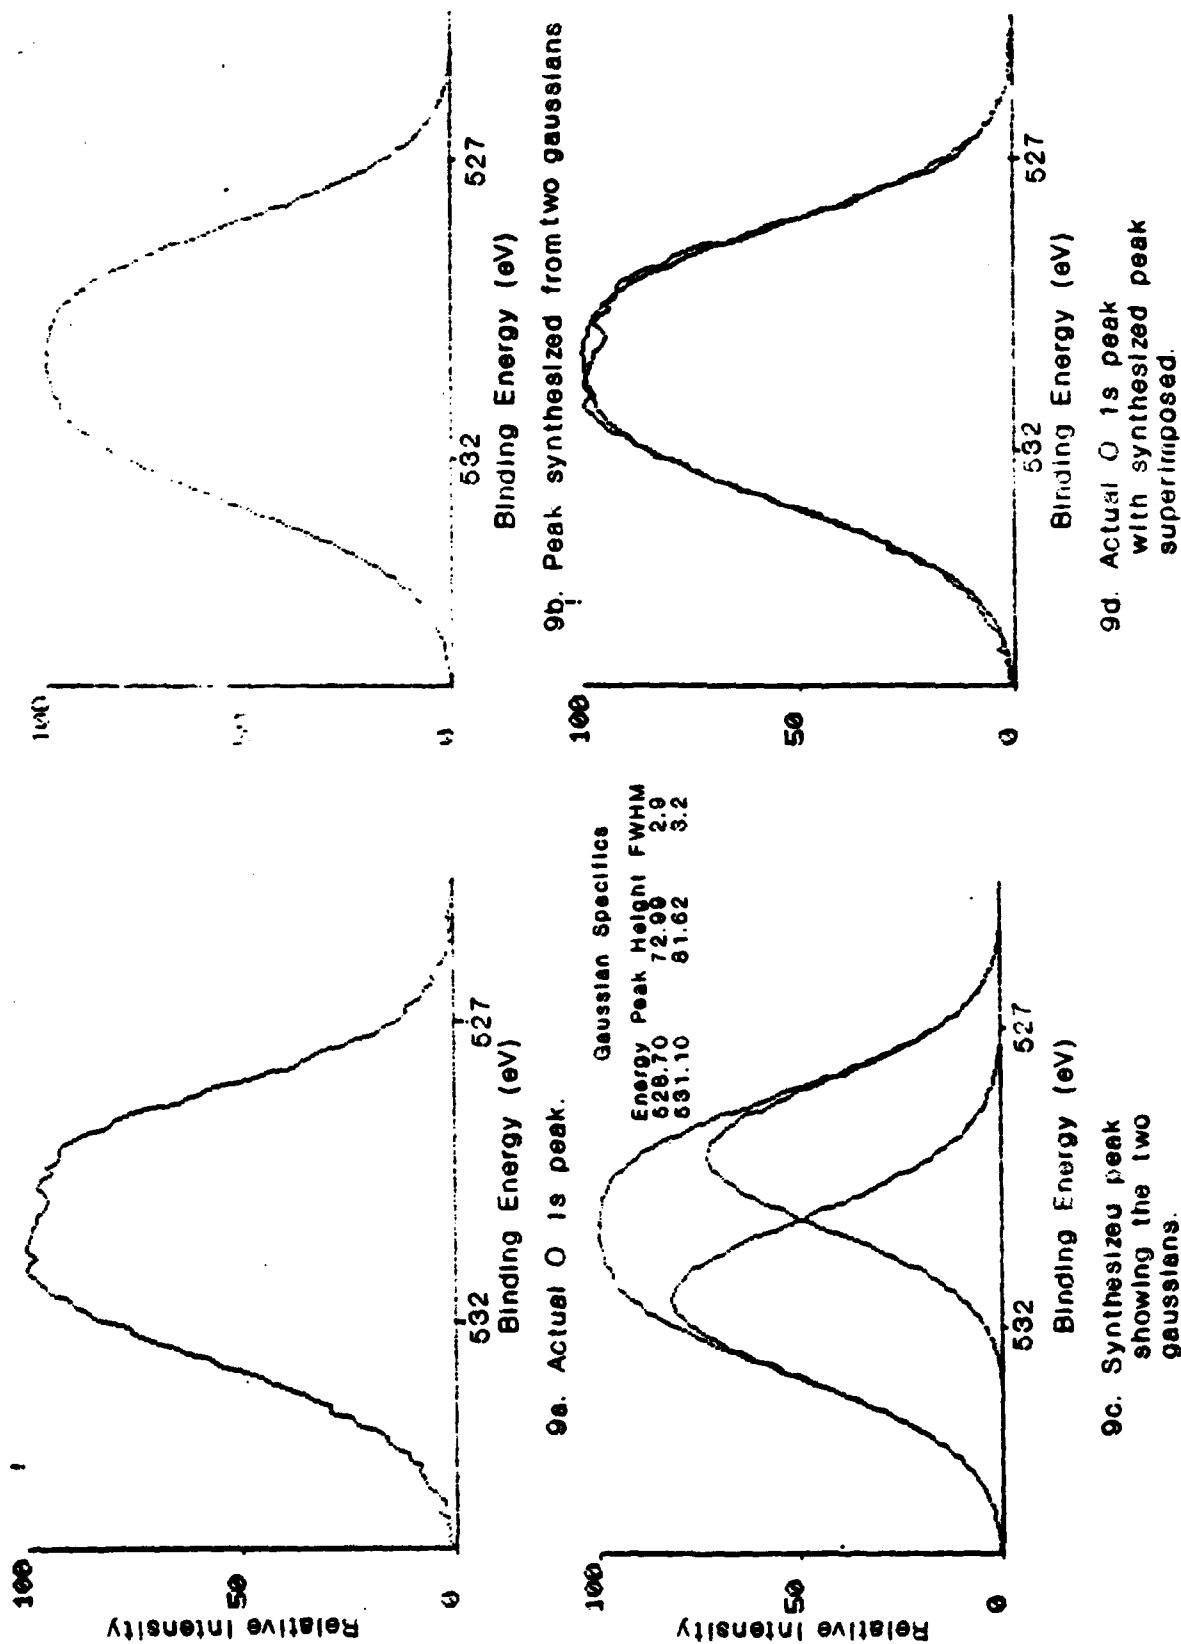 Relative Intensity
100
50
0
532
527
Binding Energy (eV)
9a. Actual O 1s peak.
100
0
532
527
Binding Energy (eV)
9b. Peak synthesized from two gaussians
Relative Intensity
100
50
0
Gaussian Specifics
Energy Peak Height FWHM
528.70 72.99 2.9
531.10 81.62 3.2
532
527
Binding Energy (eV)
9c. Synthesized peak
showing the two
gaussians.
100
50
0
532
527
Binding Energy (eV)
9d. Actual O 1s peak
with synthesized peak
superimposed.